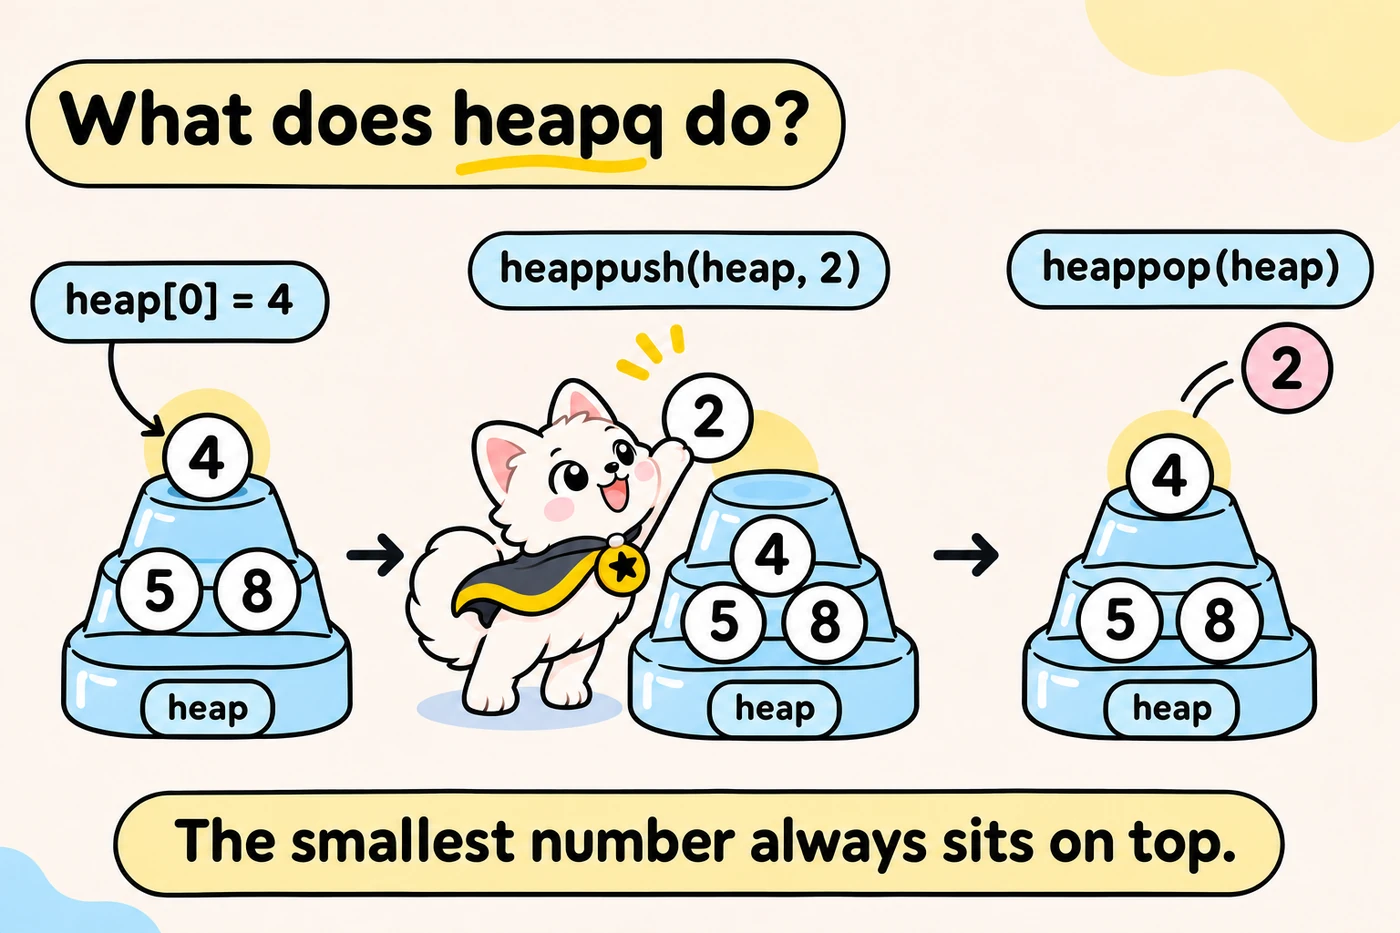 What does heapq do?
heap[0] = 4
heappush(heap, 2)
heappop(heap)
4
5 8
heap
2
4
5 8
heap
2
4
5 8
heap
The smallest number always sits on top.